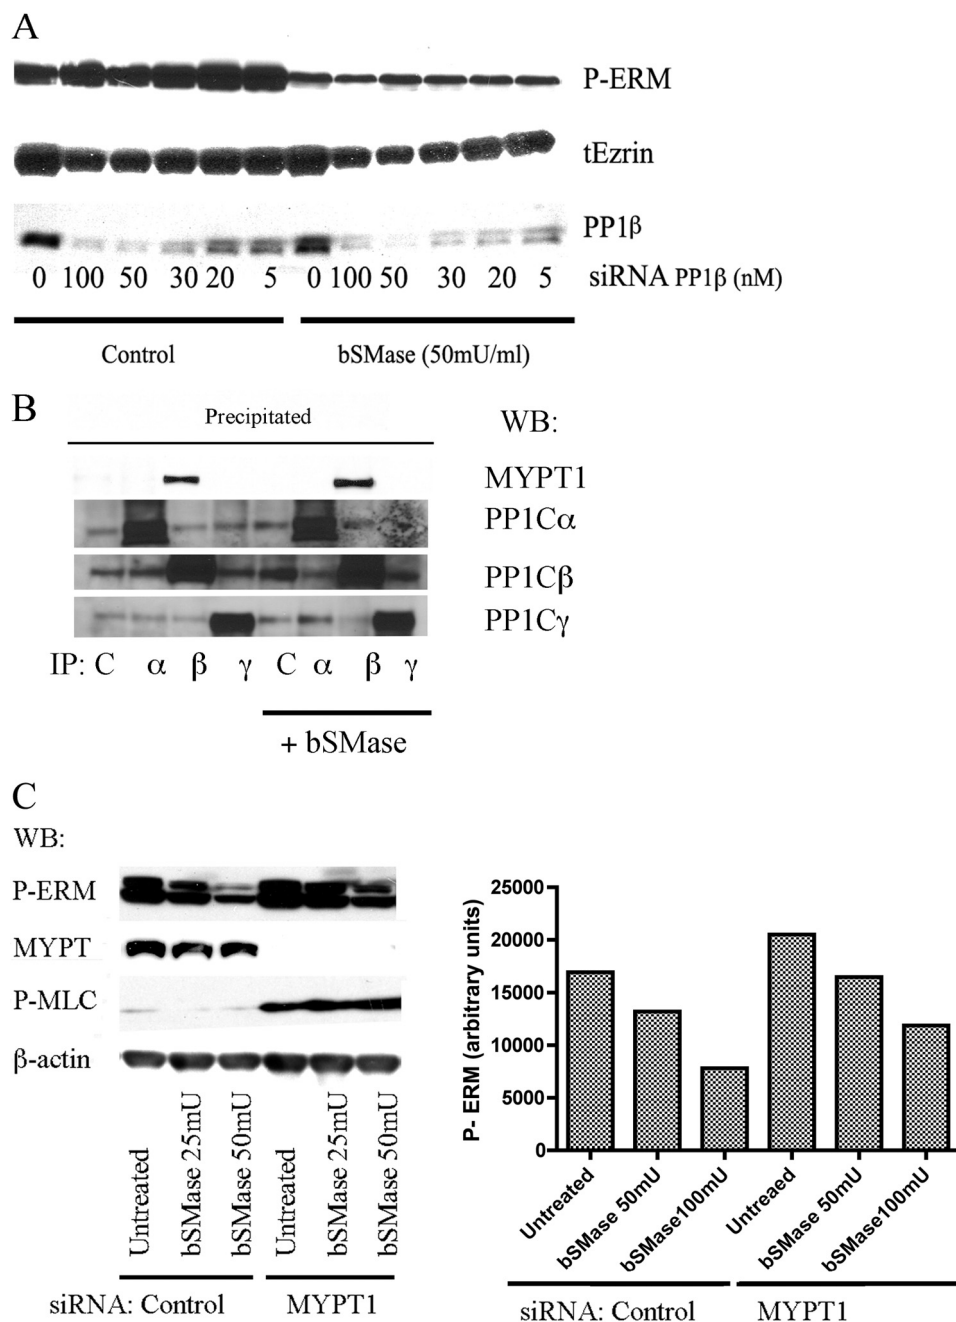 A
P-ERM
tEzrin
PP1β
0 100 50 30 20 5 0 100 50 30 20 5 siRNA PP1β (nM)
Control bSMase (50mU/ml)
B
Precipitated WB:
MYPT1
PP1Cα
PP1Cβ
PP1Cγ
IP: C α β γ C α β γ
+ bSMase
C
WB:
P-ERM
MYPT
P-MLC
β-actin
Untreated
bSMase 25mU
bSMase 50mU
Untreated
bSMase 25mU
bSMase 50mU
siRNA: Control MYPT1
P- ERM (arbitrary units)
25000
20000
15000
10000
5000
0
Untreated
bSMase 50mU
bSMase100mU
Untreaed
bSMase 50mU
bSMase100mU
siRNA: Control MYPT1